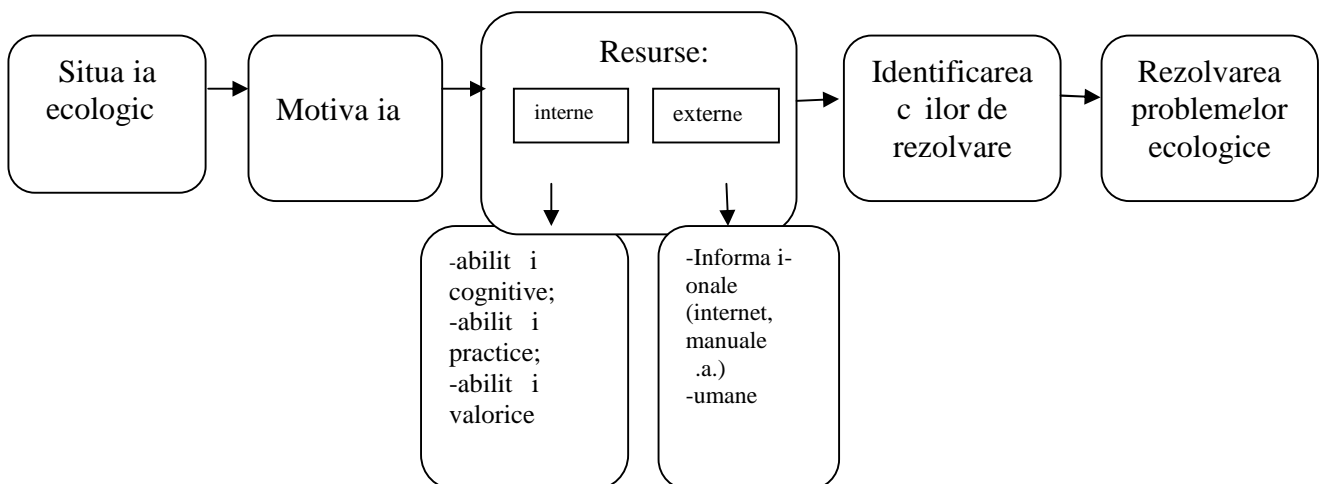 Situa ia
ecologic
Motiva ia
Resurse:
interne
externe
Identificarea
c ilor de
rezolvare
Rezolvarea
problemelor
ecologice
-abilit i
cognitive;
-abilit i
practice;
-abilit i
valorice
-Informa i-
onale
(internet,
manuale
.a.)
-umane